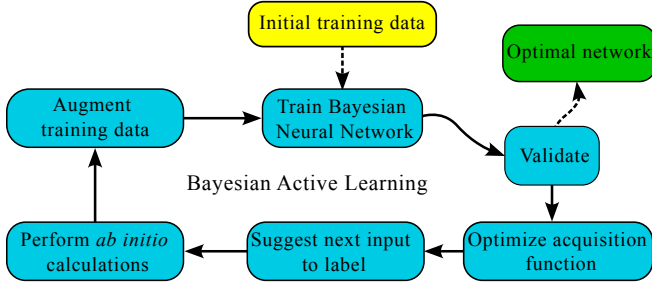 Initial training data
Optimal network
Augment
training data
Train Bayesian
Neural Network
Validate
Bayesian Active Learning
Perform ab initio
calculations
Suggest next input
to label
Optimize acquisition
function